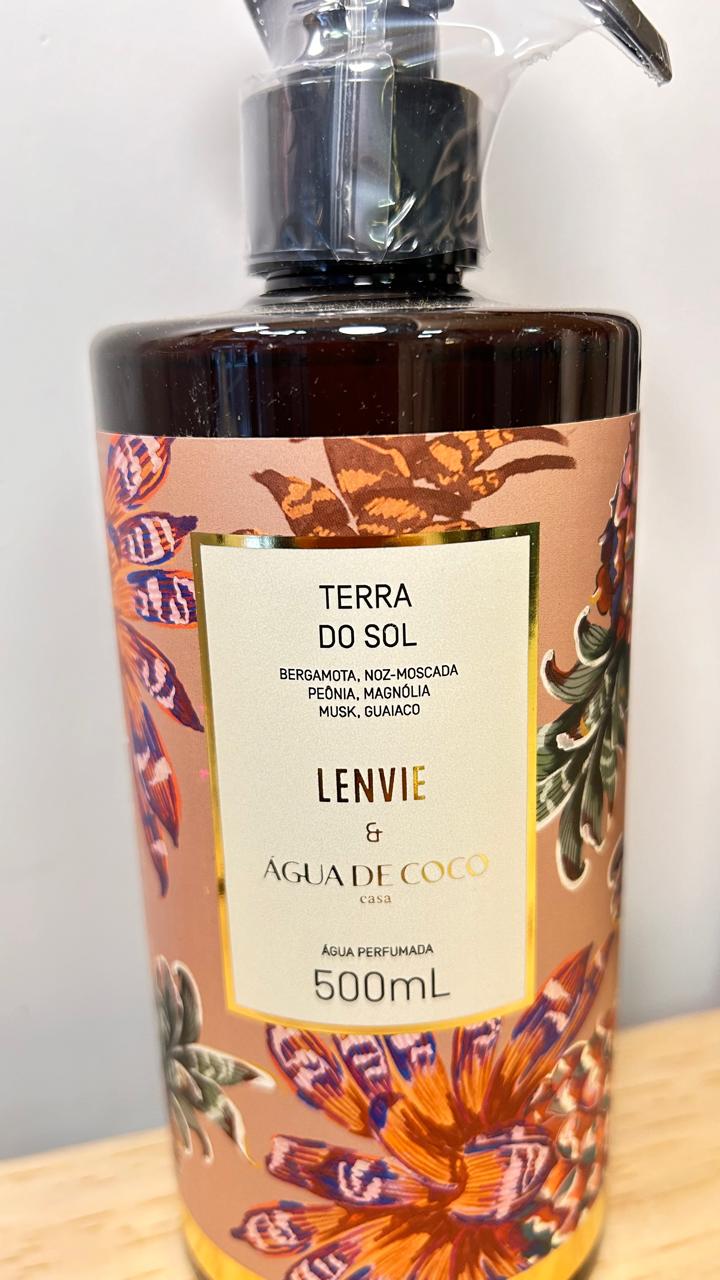 TERRA
DO SOL
BERGAMOTA, NOZ-MOSCADA
PEÔNIA, MAGNÓLIA
MUSK, GUAIACO
LENVIE
&
ÁGUA DE COCO
casa
ÁGUA PERFUMADA
500mL